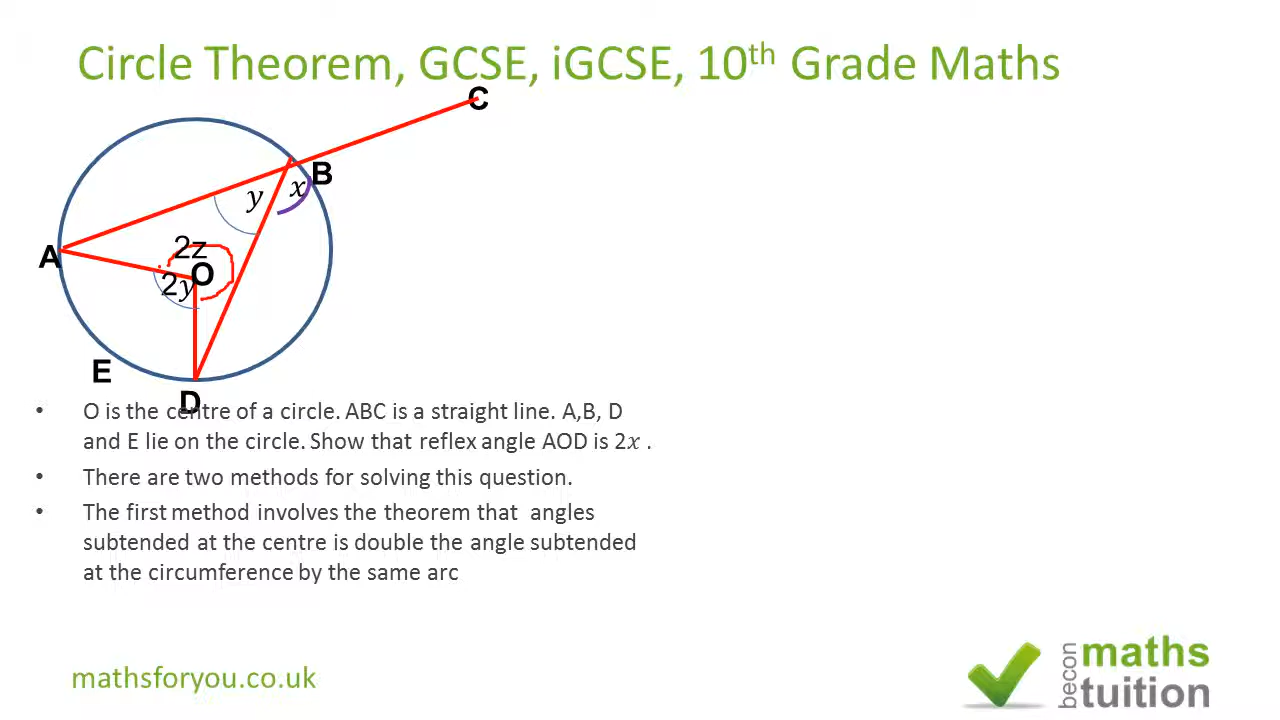 Circle Theorem, GCSE, iGCSE, 10th Grade Maths
C
B
x
y
A
2z
O
2y
E
D
• O is the centre of a circle. ABC is a straight line. A,B, D
and E lie on the circle. Show that reflex angle AOD is 2x .
• There are two methods for solving this question.
• The first method involves the theorem that angles
subtended at the centre is double the angle subtended
at the circumference by the same arc
mathsforyou.co.uk
becon
maths
tuition